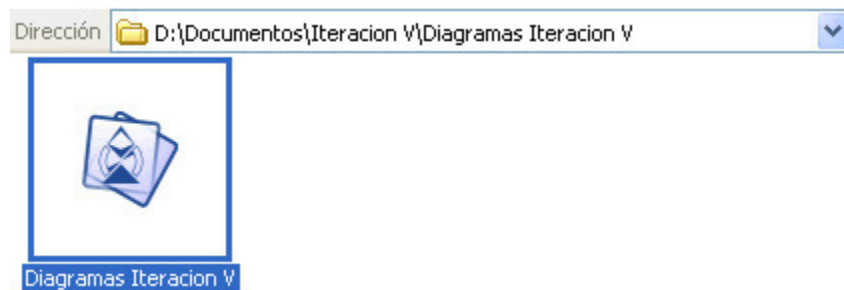 Dirección D:\Documentos\Iteracion V\Diagramas Iteracion V
Diagramas Iteracion V